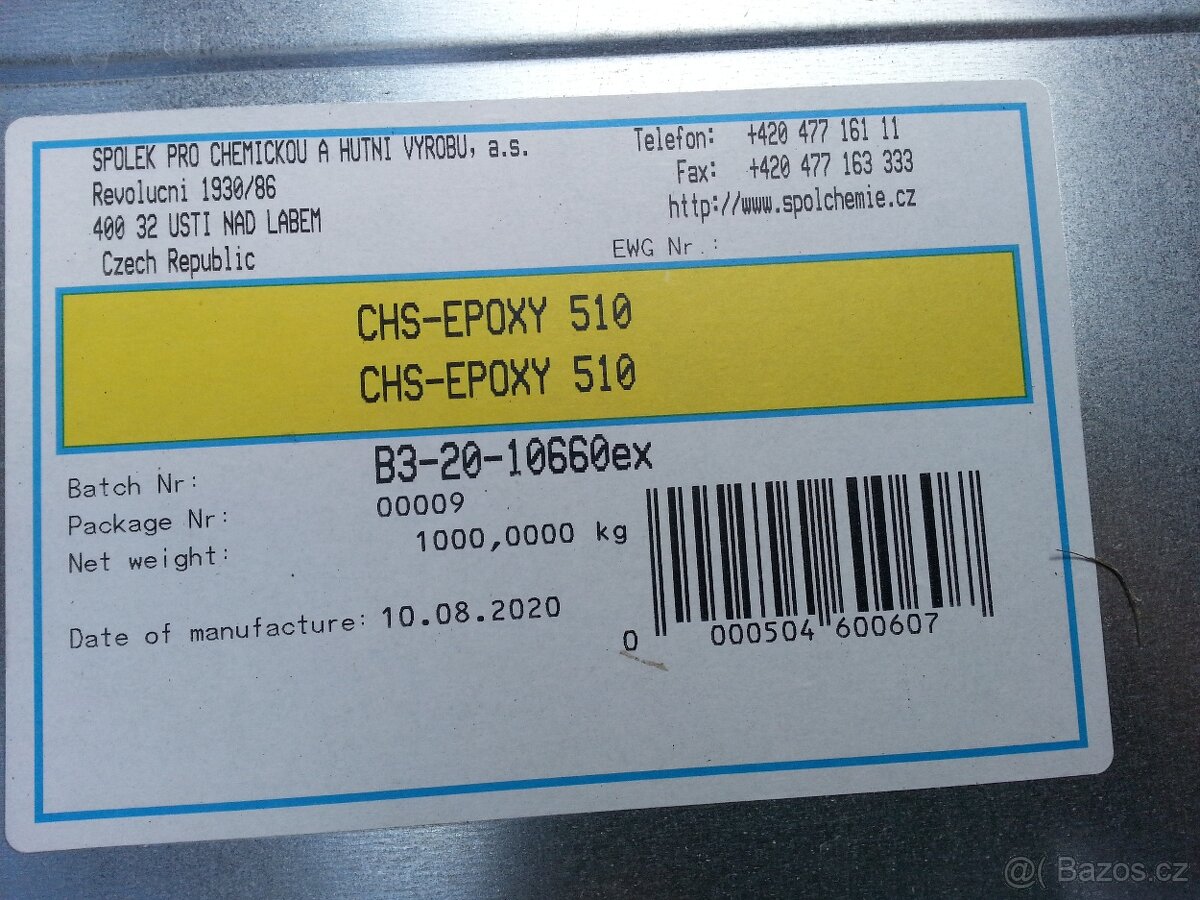 SPOLEK PRO CHEMICKOU A HUTNI VYROBU, a.s.
Revolucni 1930/86
400 32 USTI NAD LABEM
Czech Republic
Telefon: +420 477 161 11
Fax: +420 477 163 333
http://www.spolchemie.cz
EWG Nr.:
CHS-EPOXY 510
CHS-EPOXY 510
Batch Nr: B3-20-10660ex
Package Nr: 00009
Net weight: 1000,0000 kg
Date of manufacture: 10.08.2020
0 000504 600607
@( Bazos.cz